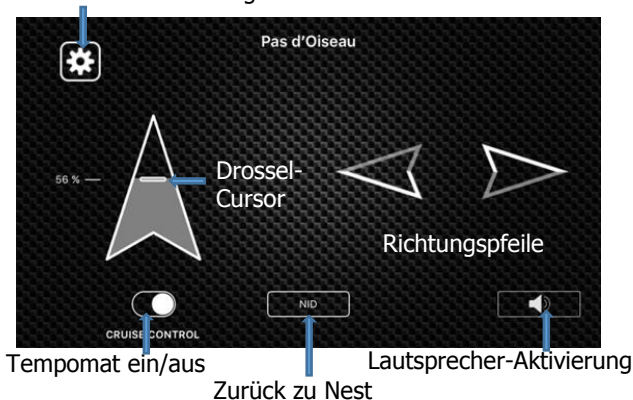 Pas d'Oiseau
56 %
Drossel-
Cursor
Richtungspfeile
NID
CRUISE CONTROL
Tempomat ein/aus
Lautsprecher-Aktivierung
Zurück zu Nest